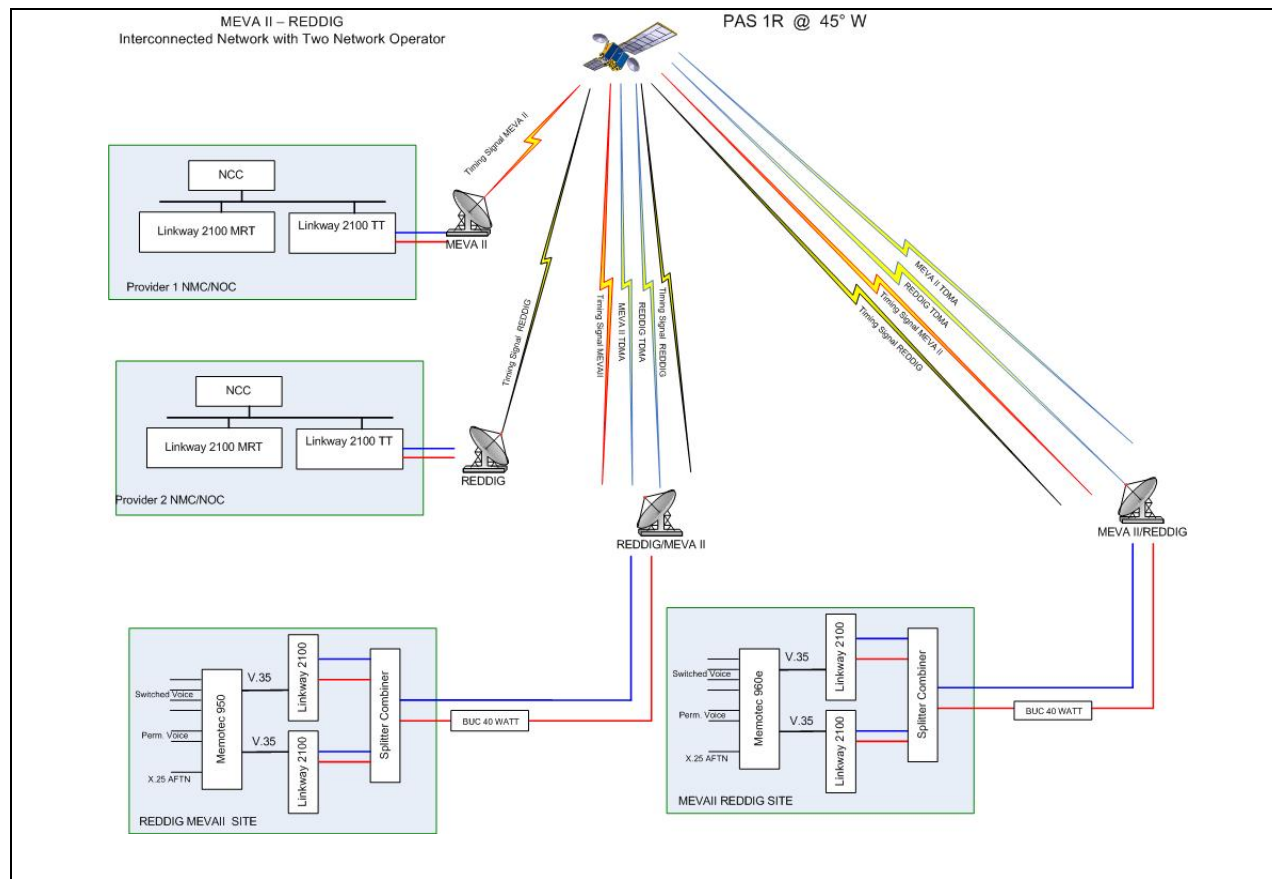 MEVA II – REDDIG
Interconnected Network with Two Network Operator
PAS 1R @ 45° W
Timing Signal MEVA II
NCC
Linkway 2100 MRT
Linkway 2100 TT
MEVA II
Provider 1 NMC/NOC
Timing Signal REDDIG
NCC
Linkway 2100 MRT
Linkway 2100 TT
REDDIG
Provider 2 NMC/NOC
Timing Signal MEVAII
MEVA II TDMA
REDDIG TDMA
Timing Signal REDDIG
MEVA II TDMA
REDDIG TDMA
Timing Signal MEVA II
Timing Signal REDDIG
REDDIG/MEVA II
MEVA II/REDDIG
Switched Voice
Perm. Voice
X.25 AFTN
Memotec 950
V.35
V.35
Linkway 2100
Linkway 2100
Splitter Combiner
BUC 40 WATT
REDDIG MEVAII SITE
Switched Voice
Perm. Voice
X.25 AFTN
Memotec 960e
V.35
V.35
Linkway 2100
Linkway 2100
Splitter Combiner
BUC 40 WATT
MEVAII REDDIG SITE